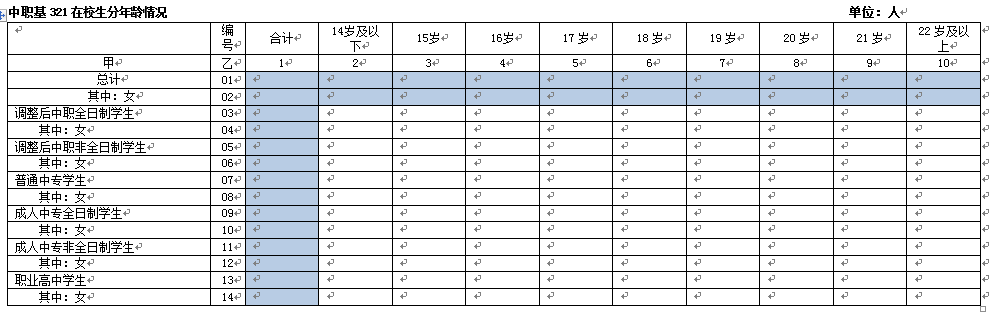 中职基321在校生分年龄情况 单位：人
编号 合计 14岁及以下 15岁 16岁 17岁 18岁 19岁 20岁 21岁 22岁及以上
甲 乙 1 2 3 4 5 6 7 8 9 10
总计 01
其中：女 02
调整后中职全日制学生 03
其中：女 04
调整后中职非全日制学生 05
其中：女 06
普通中专学生 07
其中：女 08
成人中专全日制学生 09
其中：女 10
成人中专非全日制学生 11
其中：女 12
职业高中学生 13
其中：女 14